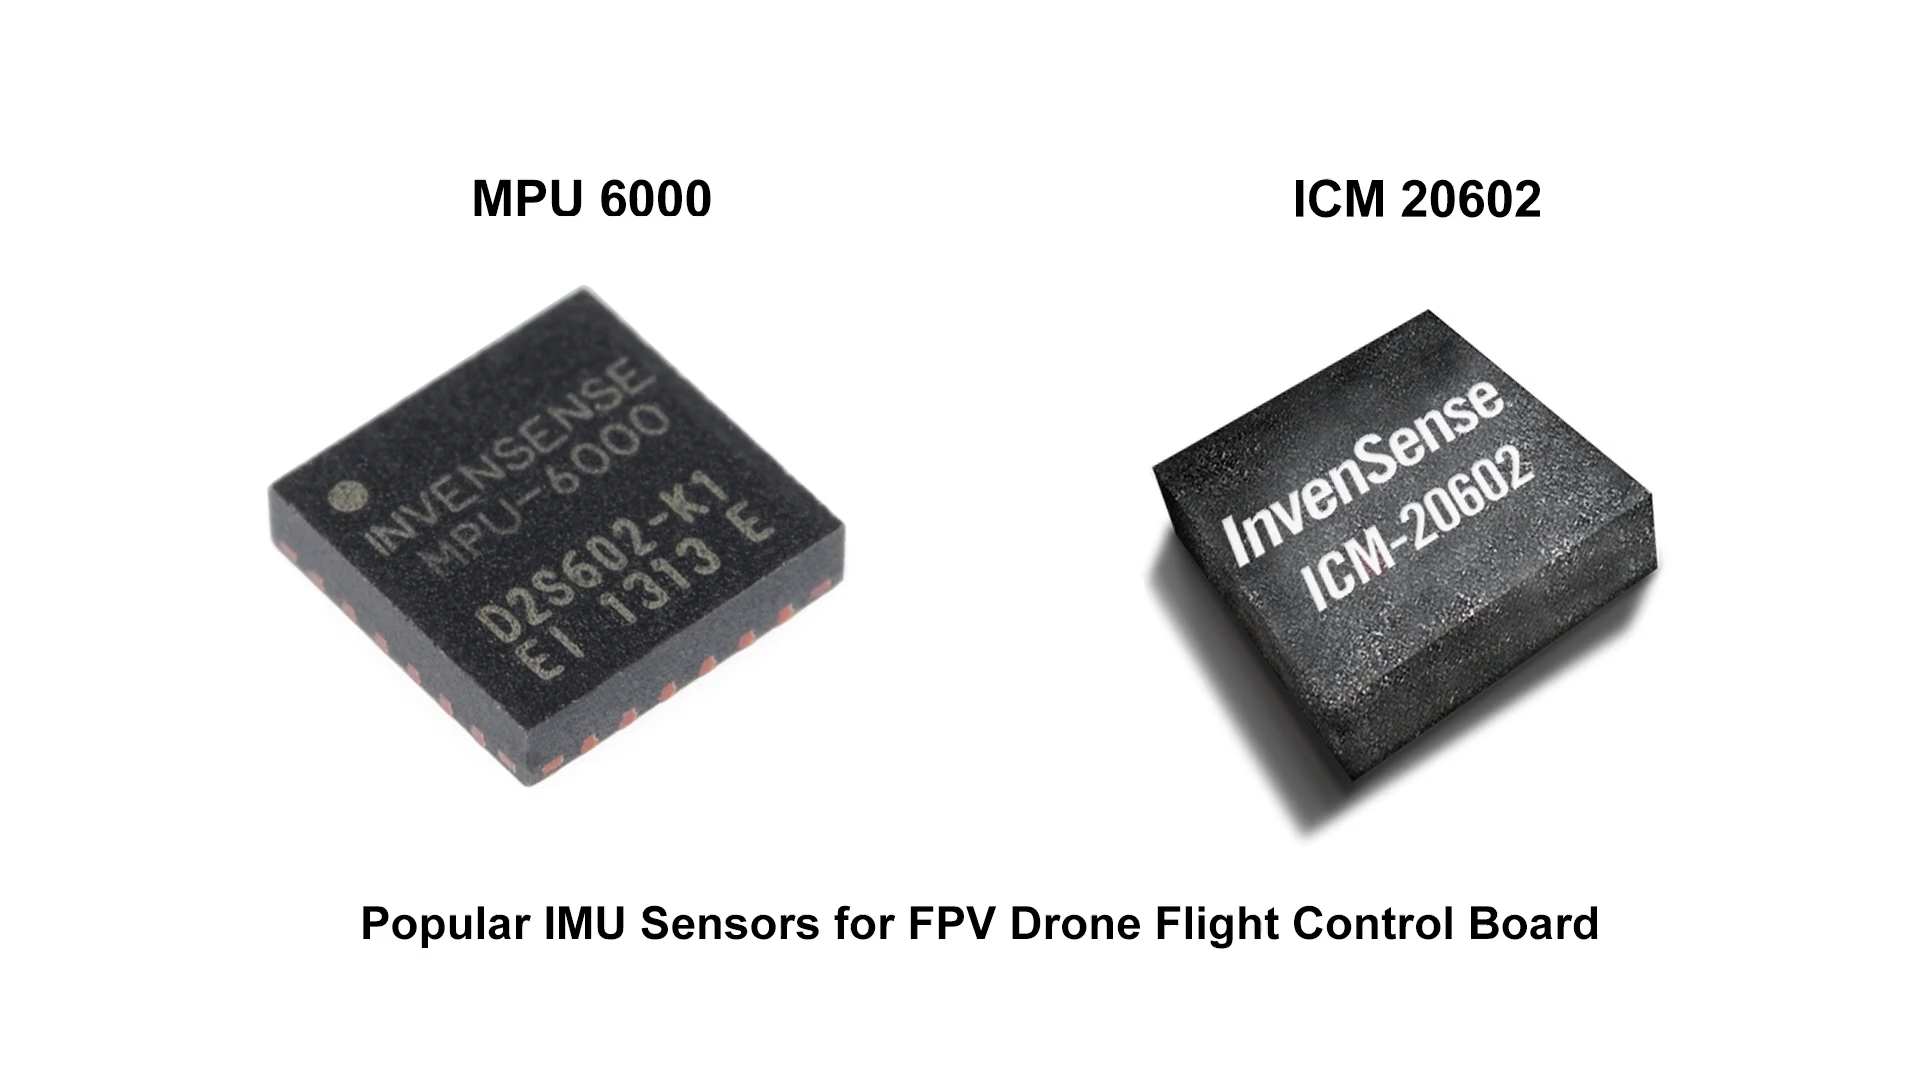 MPU 6000
ICM 20602
INVENSENSE
MPU-6000
D2S602-K1
EI 1313 E
InvenSense
ICM-20602
Popular IMU Sensors for FPV Drone Flight Control Board